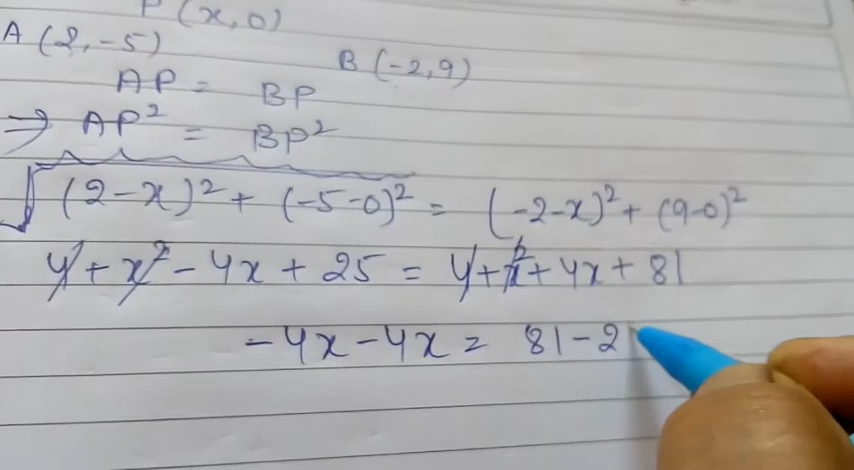 P(x, 0)
A (2, -5)
B (-2, 9)
AP = BP
⇒ AP² = BP²
√(2-x)² + (-5-0)² = (-2-x)² + (9-0)²
4 + x² - 4x + 25 = 4 + x² + 4x + 81
-4x - 4x = 81 - 2